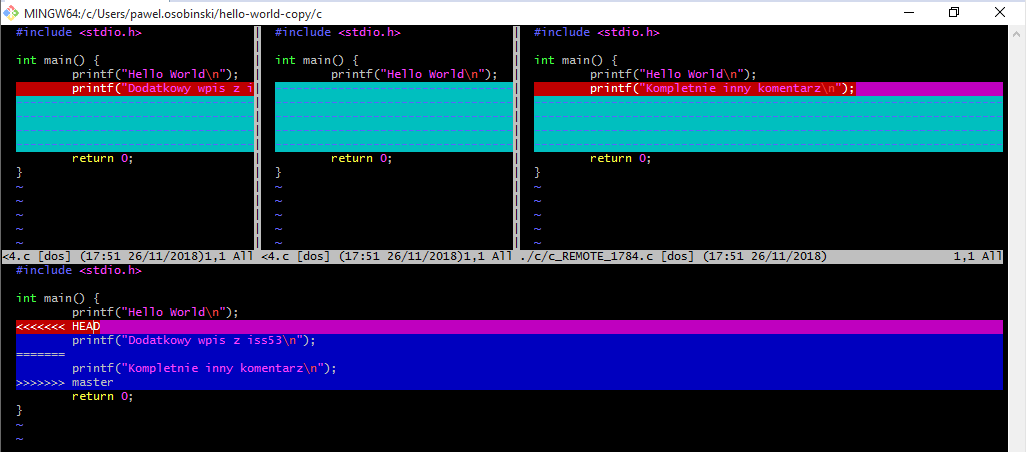 MINGW64:/c/Users/pawel.osobinski/hello-world-copy/c
#include <stdio.h>
int main() {
printf("Hello World\n");
printf("Dodatkowy wpis z i
return 0;
}
~
~
~
~
~
<4.c [dos] (17:51 26/11/2018)1,1 All
#include <stdio.h>
int main() {
printf("Hello World\n");
return 0;
}
~
~
~
~
~
<4.c [dos] (17:51 26/11/2018)1,1 All
#include <stdio.h>
int main() {
printf("Hello World\n");
printf("Kompletnie inny komentarz\n");
return 0;
}
~
~
~
~
~
./c/c_REMOTE_1784.c [dos] (17:51 26/11/2018) 1,1 All
#include <stdio.h>
int main() {
printf("Hello World\n");
<<<<<<< HEAD
printf("Dodatkowy wpis z iss53\n");
=======
printf("Kompletnie inny komentarz\n");
>>>>>>> master
return 0;
}
~
~